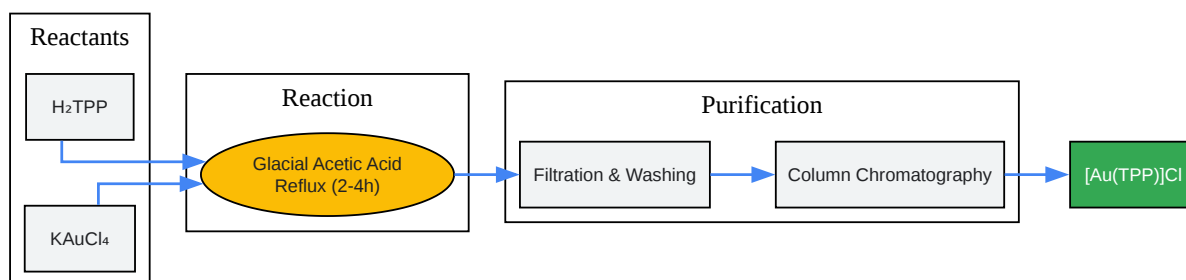 Reactants
H₂TPP
KAuCl₄
Reaction
Glacial Acetic Acid
Reflux (2-4h)
Purification
Filtration & Washing
Column Chromatography
[Au(TPP)]Cl